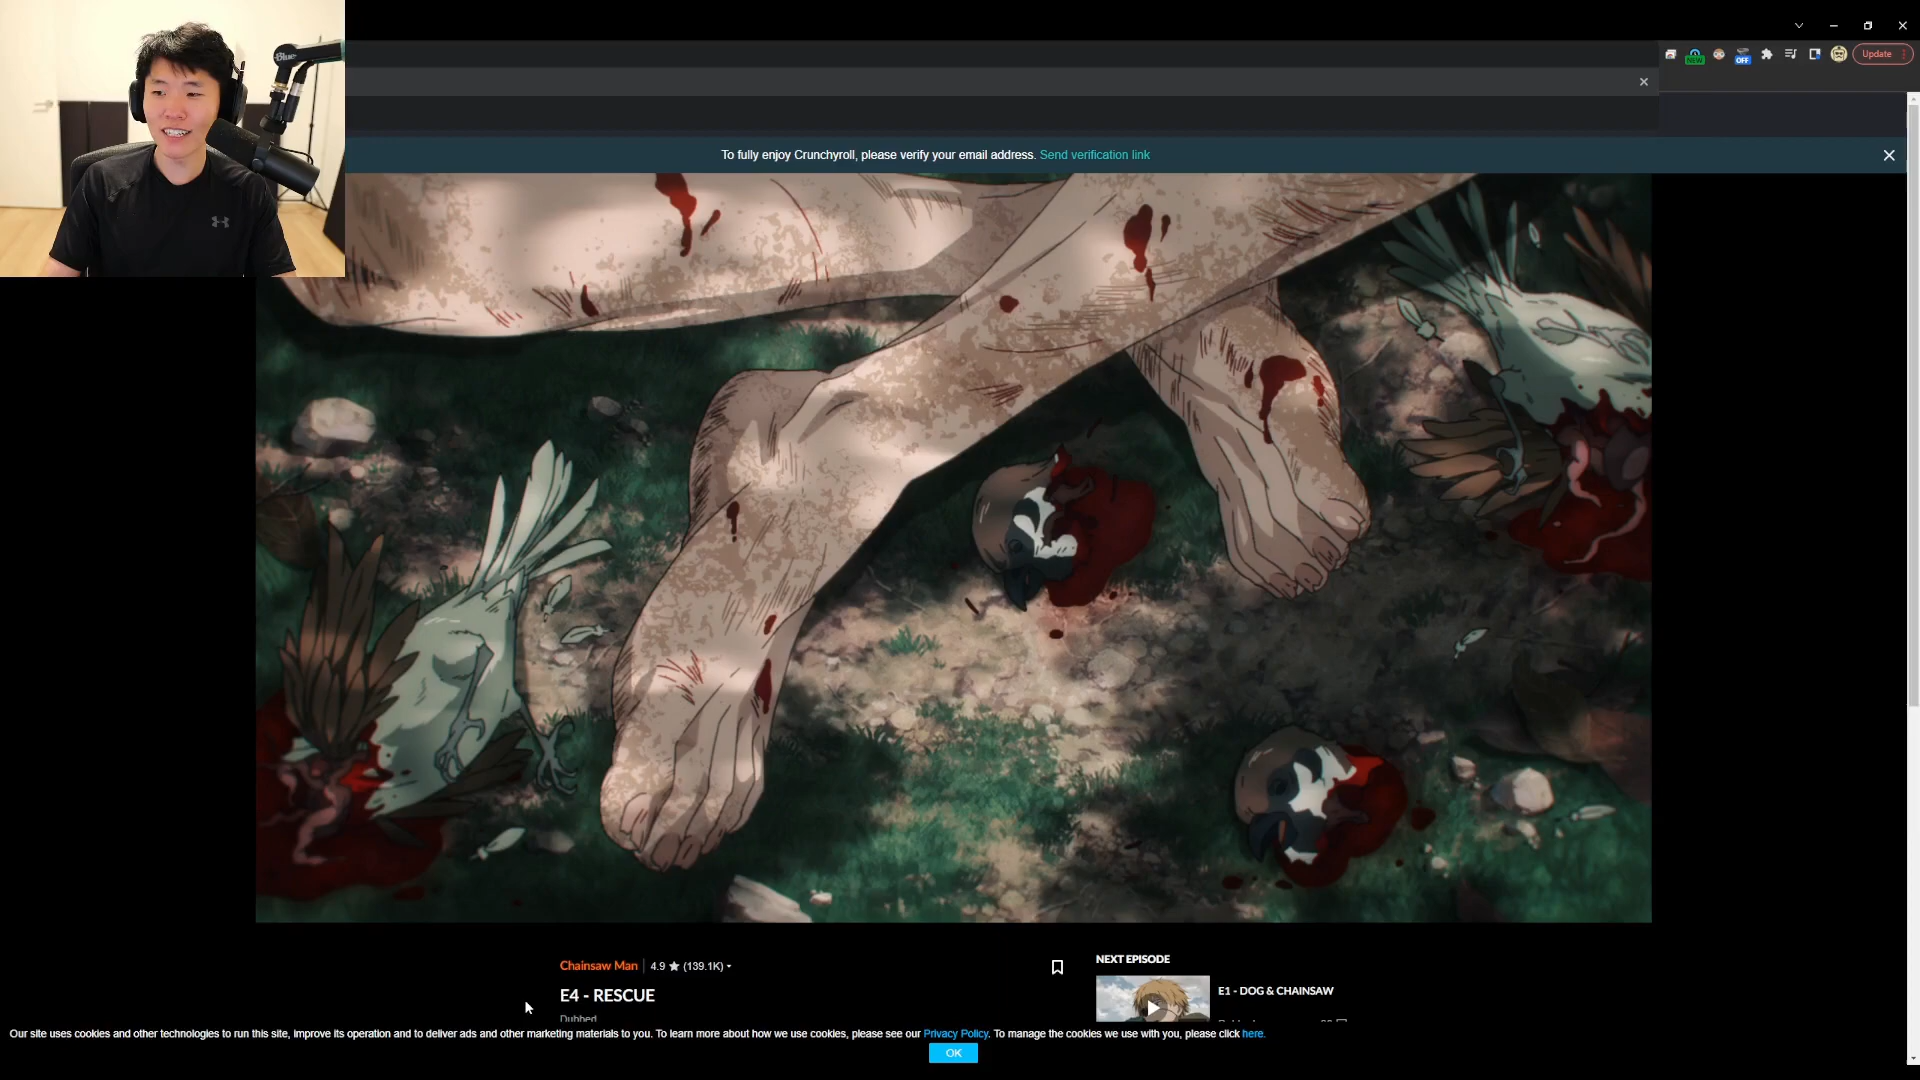 Blue
NEW
OFF
Update
To fully enjoy Crunchyroll, please verify your email address. Send verification link
Chainsaw Man
4.9 ★ (139.1K)
E4 - RESCUE
Dubbed
NEXT EPISODE
E1 - DOG & CHAINSAW
Our site uses cookies and other technologies to run this site, improve its operation and to deliver ads and other marketing materials to you. To learn more about how we use cookies, please see our Privacy Policy. To manage the cookies we use with you, please click here.
OK